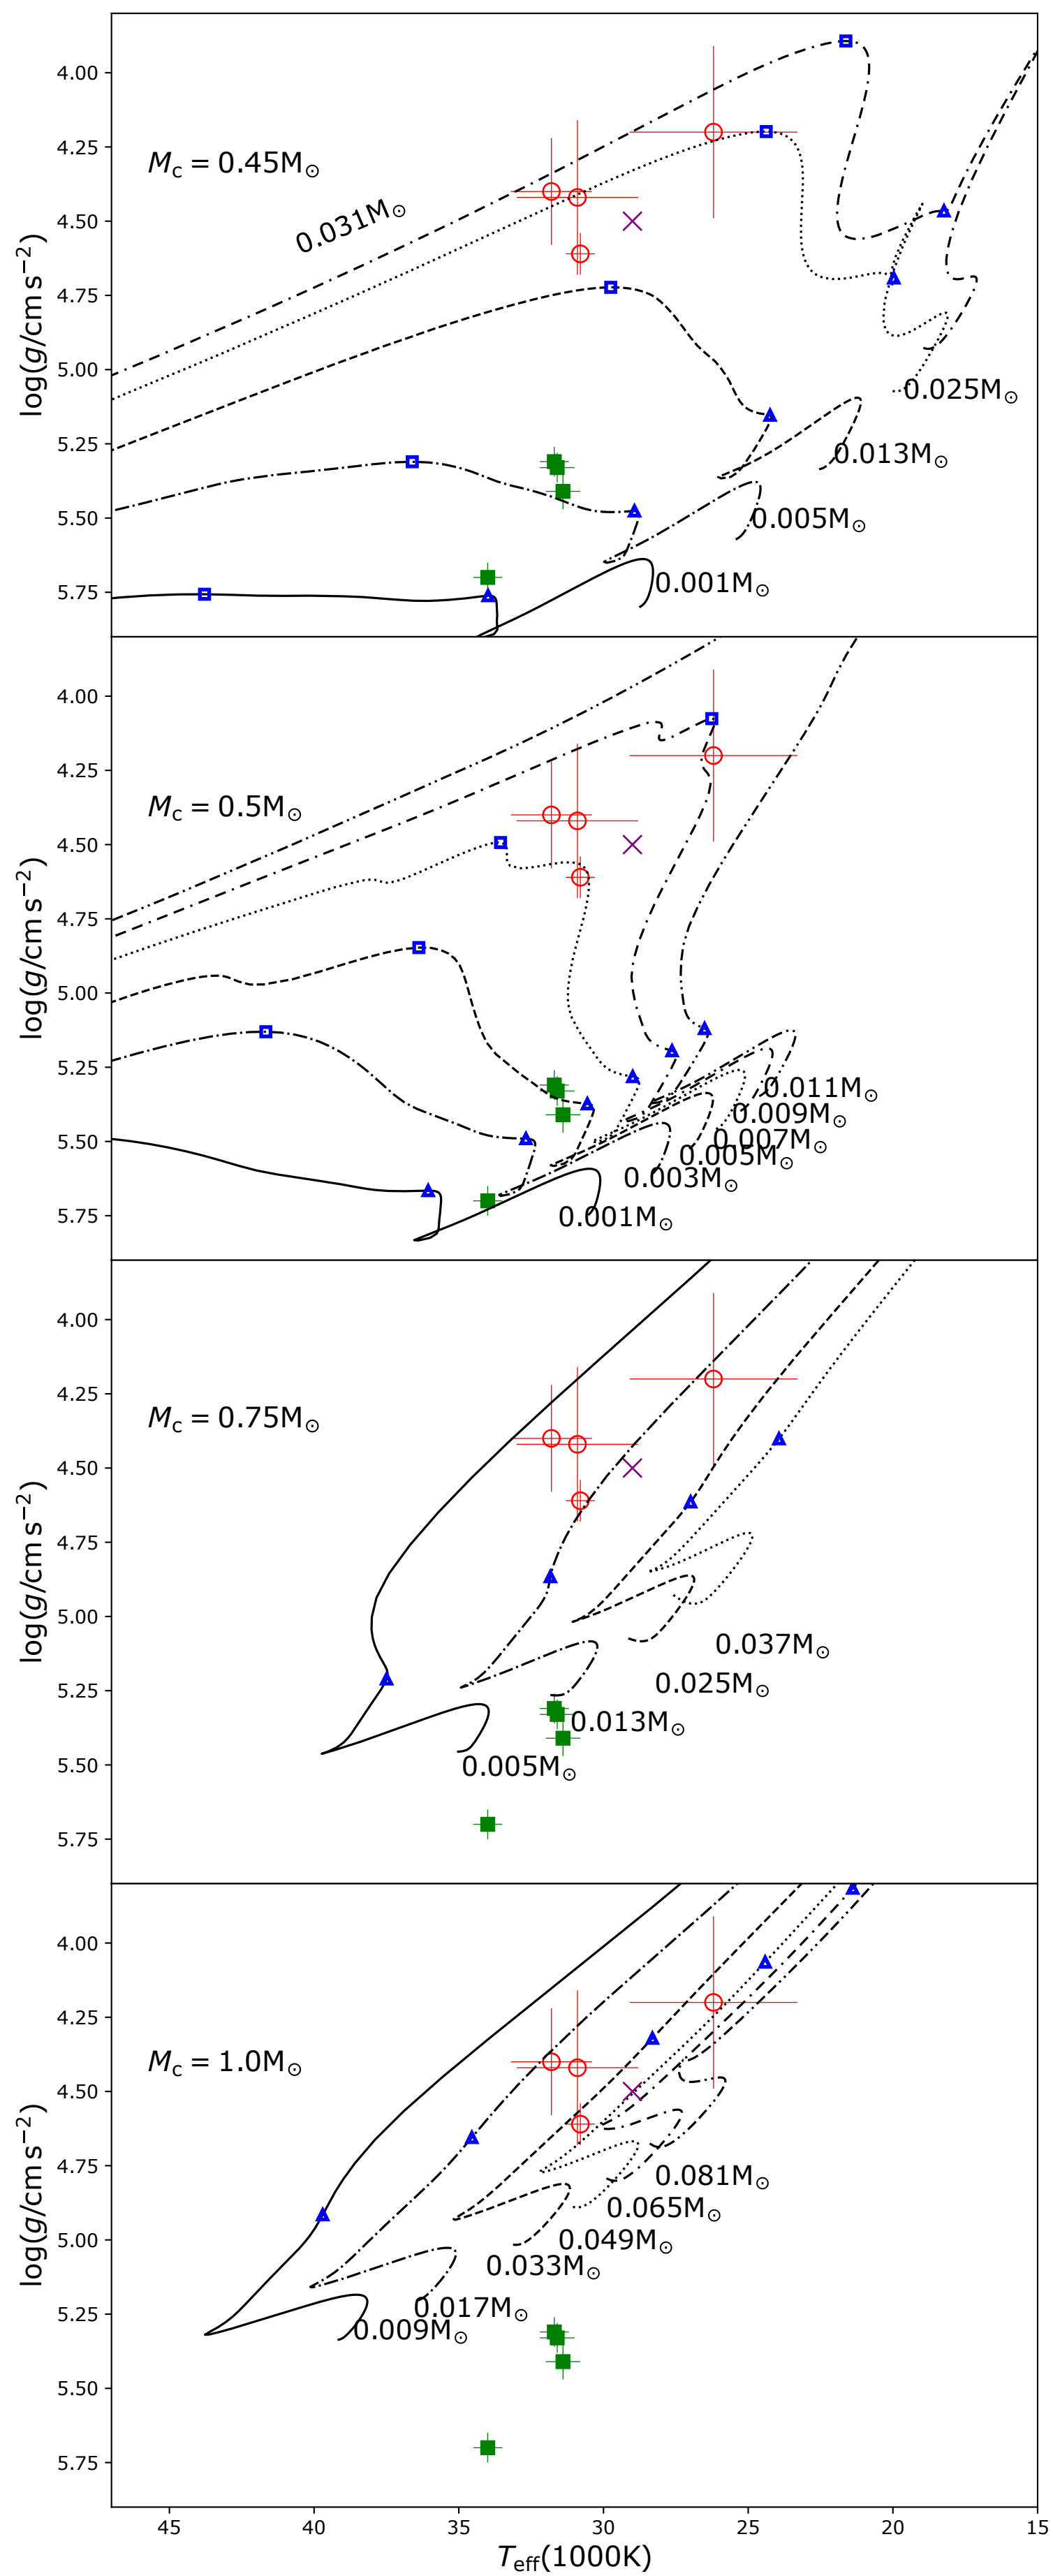 4.00
4.25
4.50
4.75
5.00
5.25
5.50
5.75
log(g/cm s⁻²)
M_c = 0.45M⊙
0.031M⊙
0.025M⊙
0.013M⊙
0.005M⊙
0.001M⊙
4.00
4.25
4.50
4.75
5.00
5.25
5.50
5.75
log(g/cm s⁻²)
M_c = 0.5M⊙
0.011M⊙
0.009M⊙
0.007M⊙
0.005M⊙
0.003M⊙
0.001M⊙
4.00
4.25
4.50
4.75
5.00
5.25
5.50
5.75
log(g/cm s⁻²)
M_c = 0.75M⊙
0.037M⊙
0.025M⊙
0.013M⊙
0.005M⊙
4.00
4.25
4.50
4.75
5.00
5.25
5.50
5.75
log(g/cm s⁻²)
M_c = 1.0M⊙
0.081M⊙
0.065M⊙
0.049M⊙
0.033M⊙
0.017M⊙
0.009M⊙
45 40 35 30 25 20 15
T_eff(1000K)